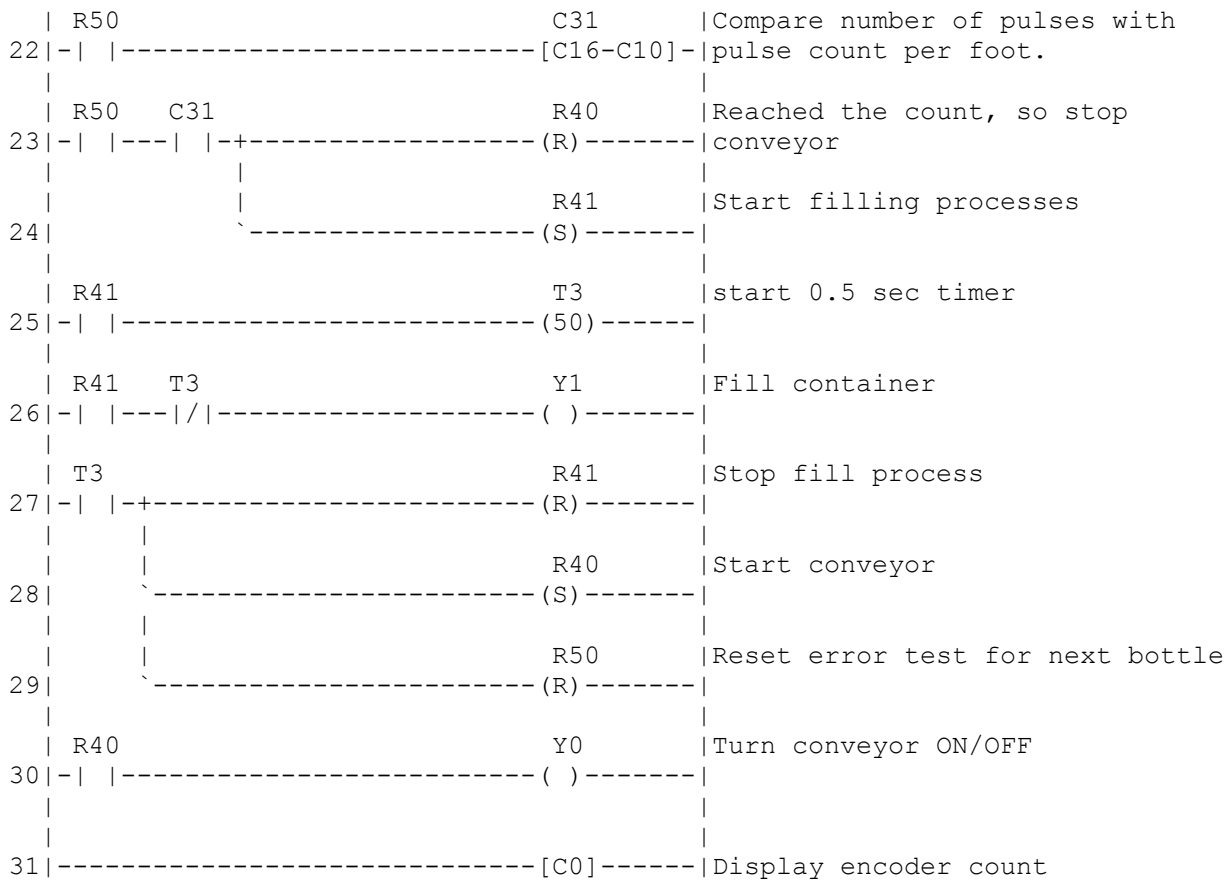 | R50                           C31       |Compare number of pulses with
22|-| |--------------------------[C16-C10]-|pulse count per foot.
  |                                         |
  | R50   C31                     R40       |Reached the count, so stop
23|-| |---| |-+------------------(R)-------|conveyor
  |           |                             |
  |           |                   R41       |Start filling processes
24|           `------------------(S)-------|
  |                                         |
  | R41                           T3        |start 0.5 sec timer
25|-| |--------------------------(50)------|
  |                                         |
  | R41   T3                      Y1        |Fill container
26|-| |---|/|--------------------( )-------|
  |                                         |
  | T3                            R41       |Stop fill process
27|-| |-+------------------------(R)-------|
  |     |                                   |
  |     |                         R40       |Start conveyor
28|     `------------------------(S)-------|
  |     |                                   |
  |     |                         R50       |Reset error test for next bottle
29|     `------------------------(R)-------|
  |                                         |
  | R40                           Y0        |Turn conveyor ON/OFF
30|-| |--------------------------( )-------|
  |                                         |
  |                                         |
31|------------------------------[C0]------|Display encoder count